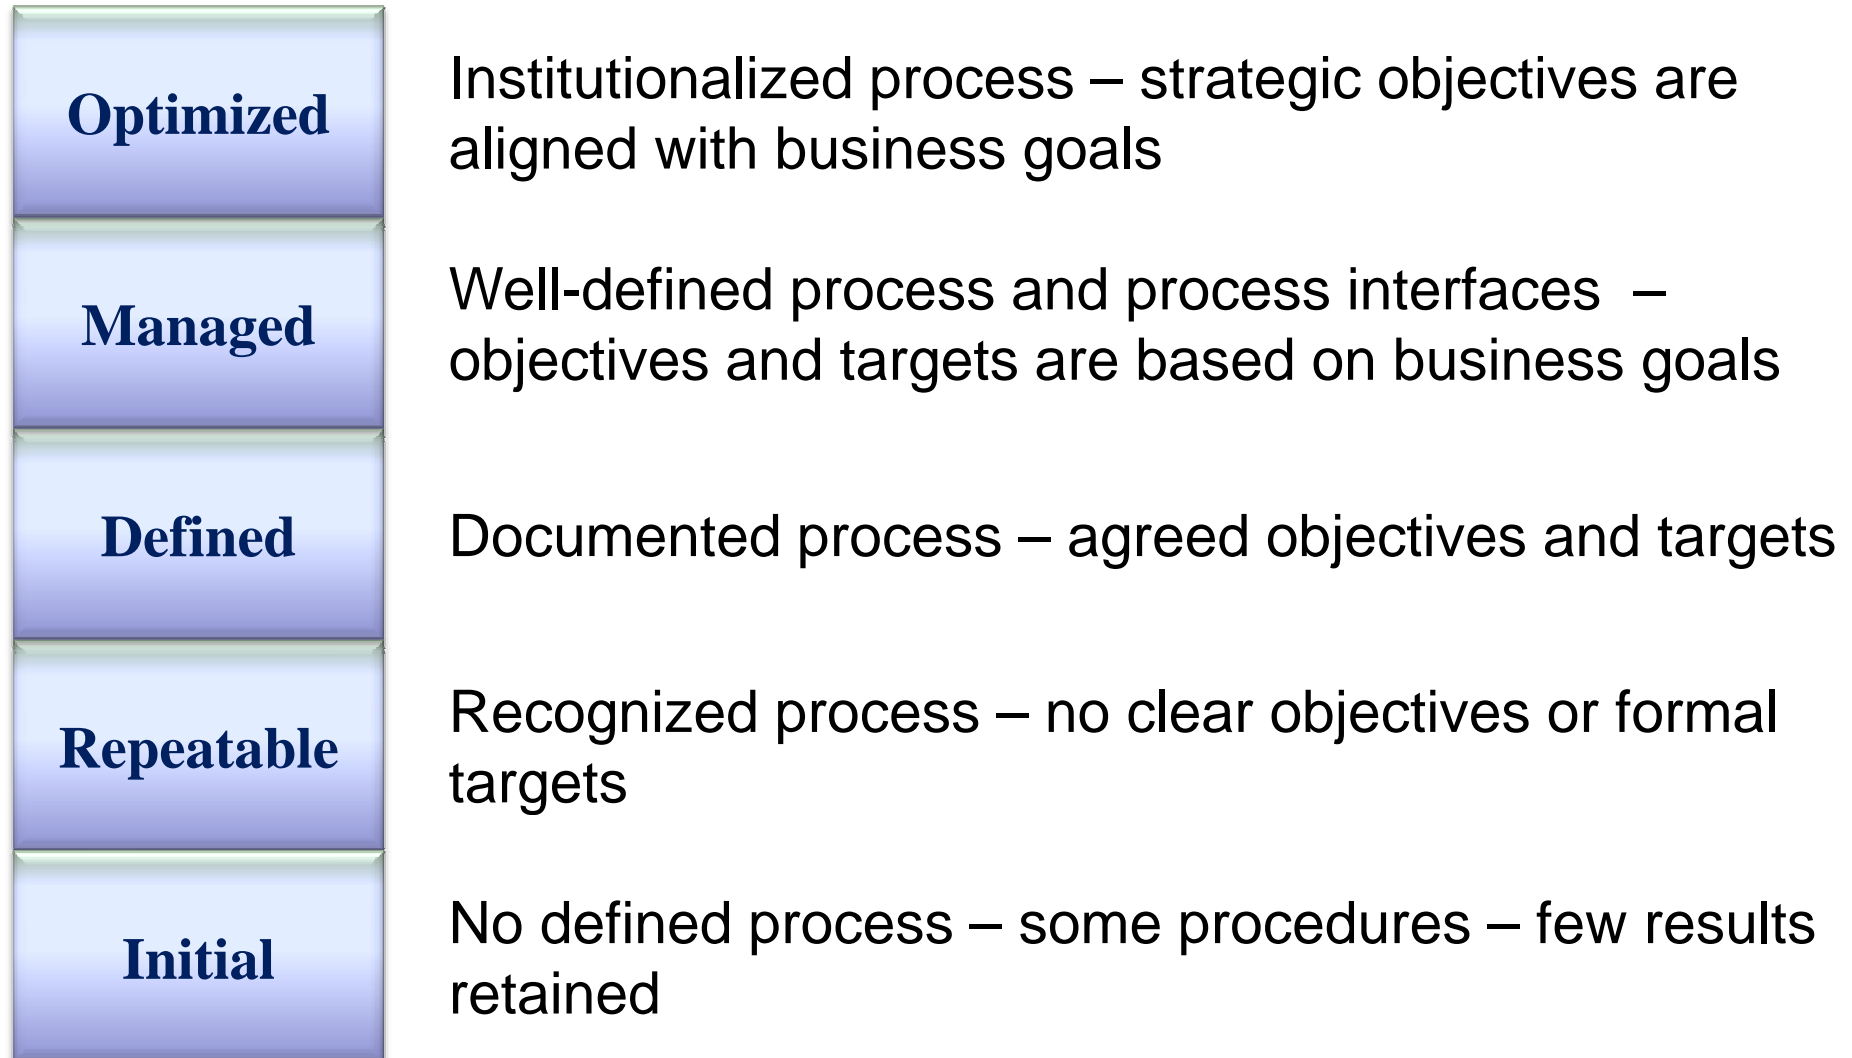 Optimized
Institutionalized process – strategic objectives are
aligned with business goals
Managed
Well-defined process and process interfaces –
objectives and targets are based on business goals
Defined
Documented process – agreed objectives and targets
Repeatable
Recognized process – no clear objectives or formal
targets
Initial
No defined process – some procedures – few results
retained